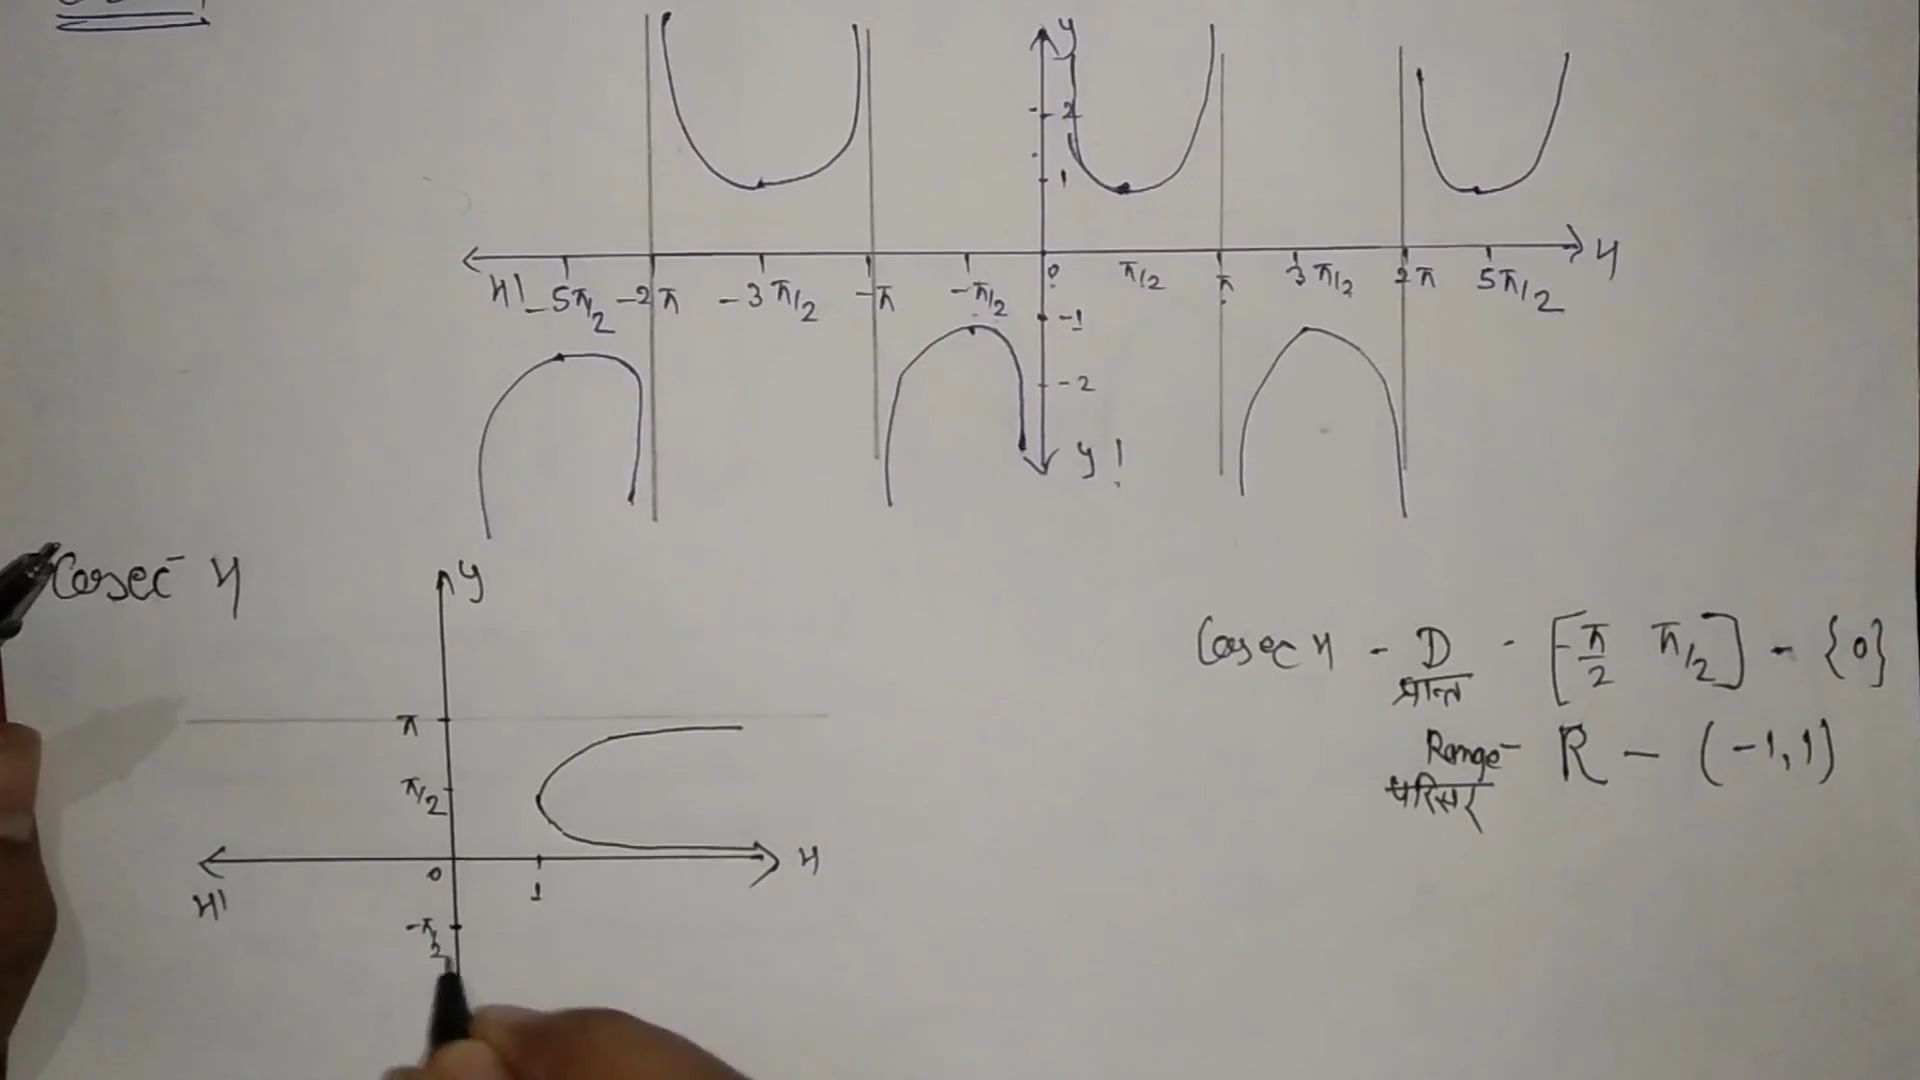 y
2
1
x
x' -5π/2 -2π -3π/2 -π -π/2 0 π/2 π 3π/2 2π 5π/2
-1
-2
y'
Cosec⁻ x
y
π
π/2
x
0
1
x'
-π/2
Cosec x - D - [-π/2 π/2] - {0}
प्रान्त
Range - R - (-1, 1)
परिसर